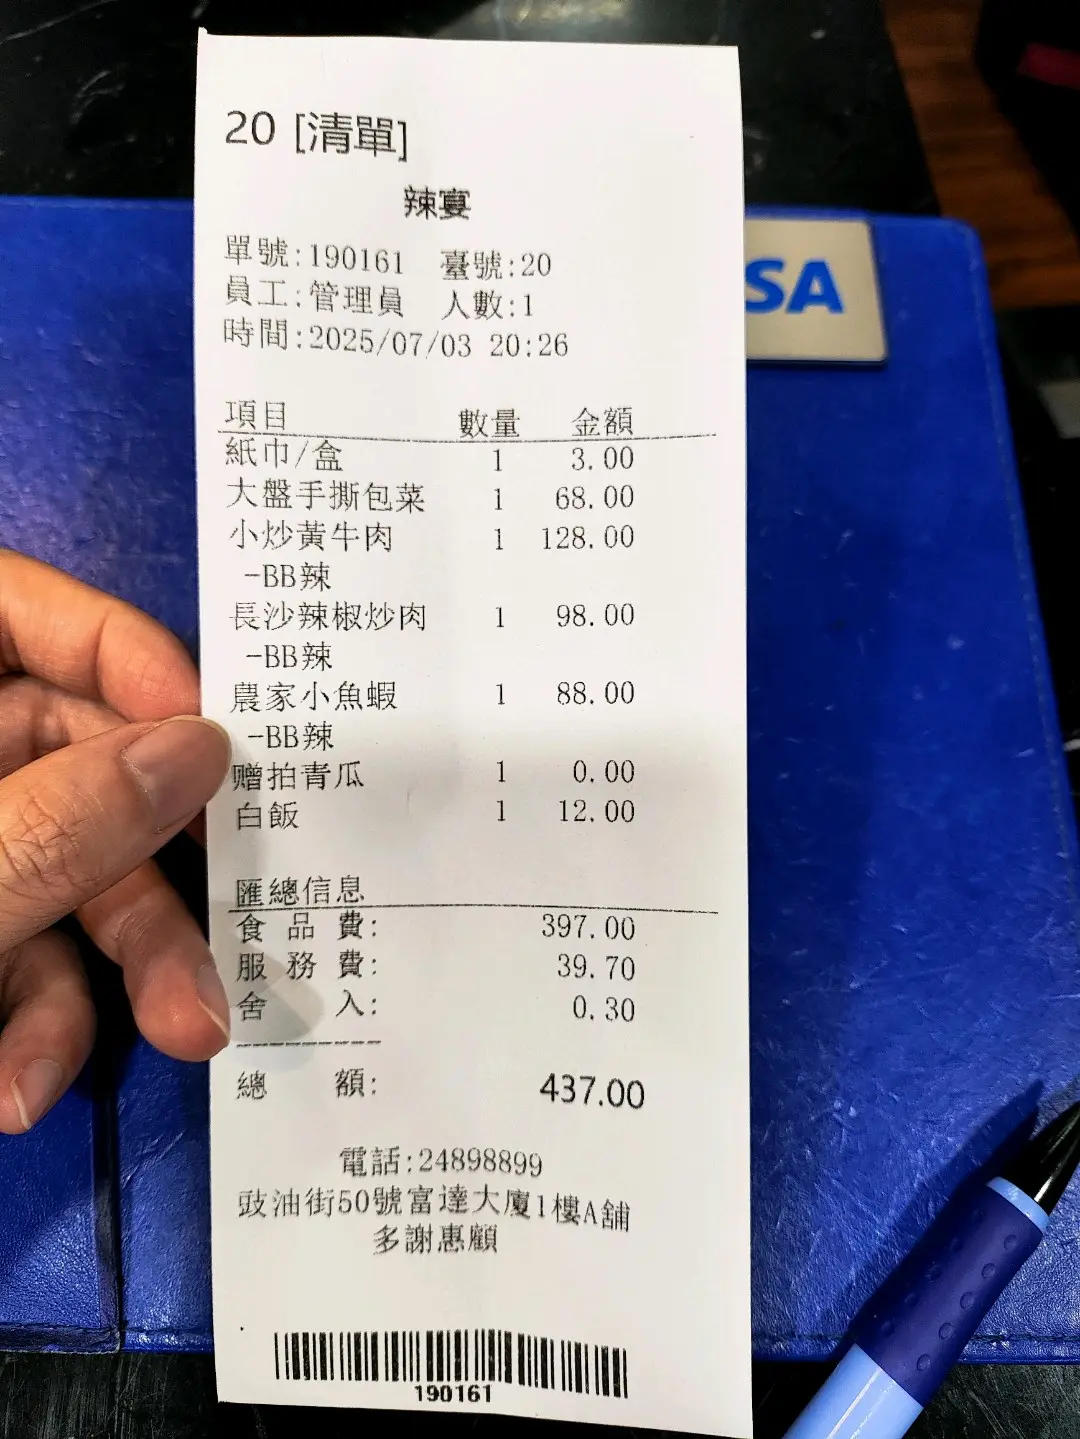 20 [清單]
辣宴
單號:190161 臺號:20
員工:管理員 人數:1
時間:2025/07/03 20:26
項目 數量 金額
紙巾/盒 1 3.00
大盤手撕包菜 1 68.00
小炒黃牛肉 1 128.00
-BB辣
長沙辣椒炒肉 1 98.00
-BB辣
農家小魚蝦 1 88.00
-BB辣
赠拍青瓜 1 0.00
白飯 1 12.00
匯總信息
食品費: 397.00
服務費: 39.70
舍入: 0.30
----------
總額: 437.00
電話:24898899
豉油街50號富達大廈1樓A舖
多謝惠顧
190161
SA